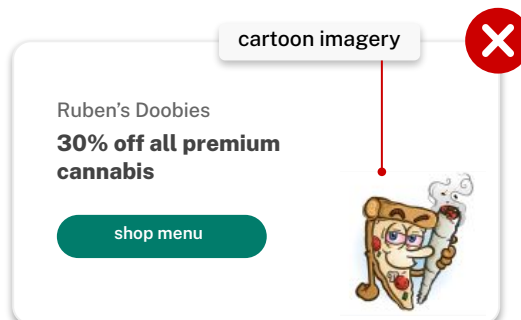 cartoon imagery
Ruben's Doobies
30% off all premium
cannabis
shop menu